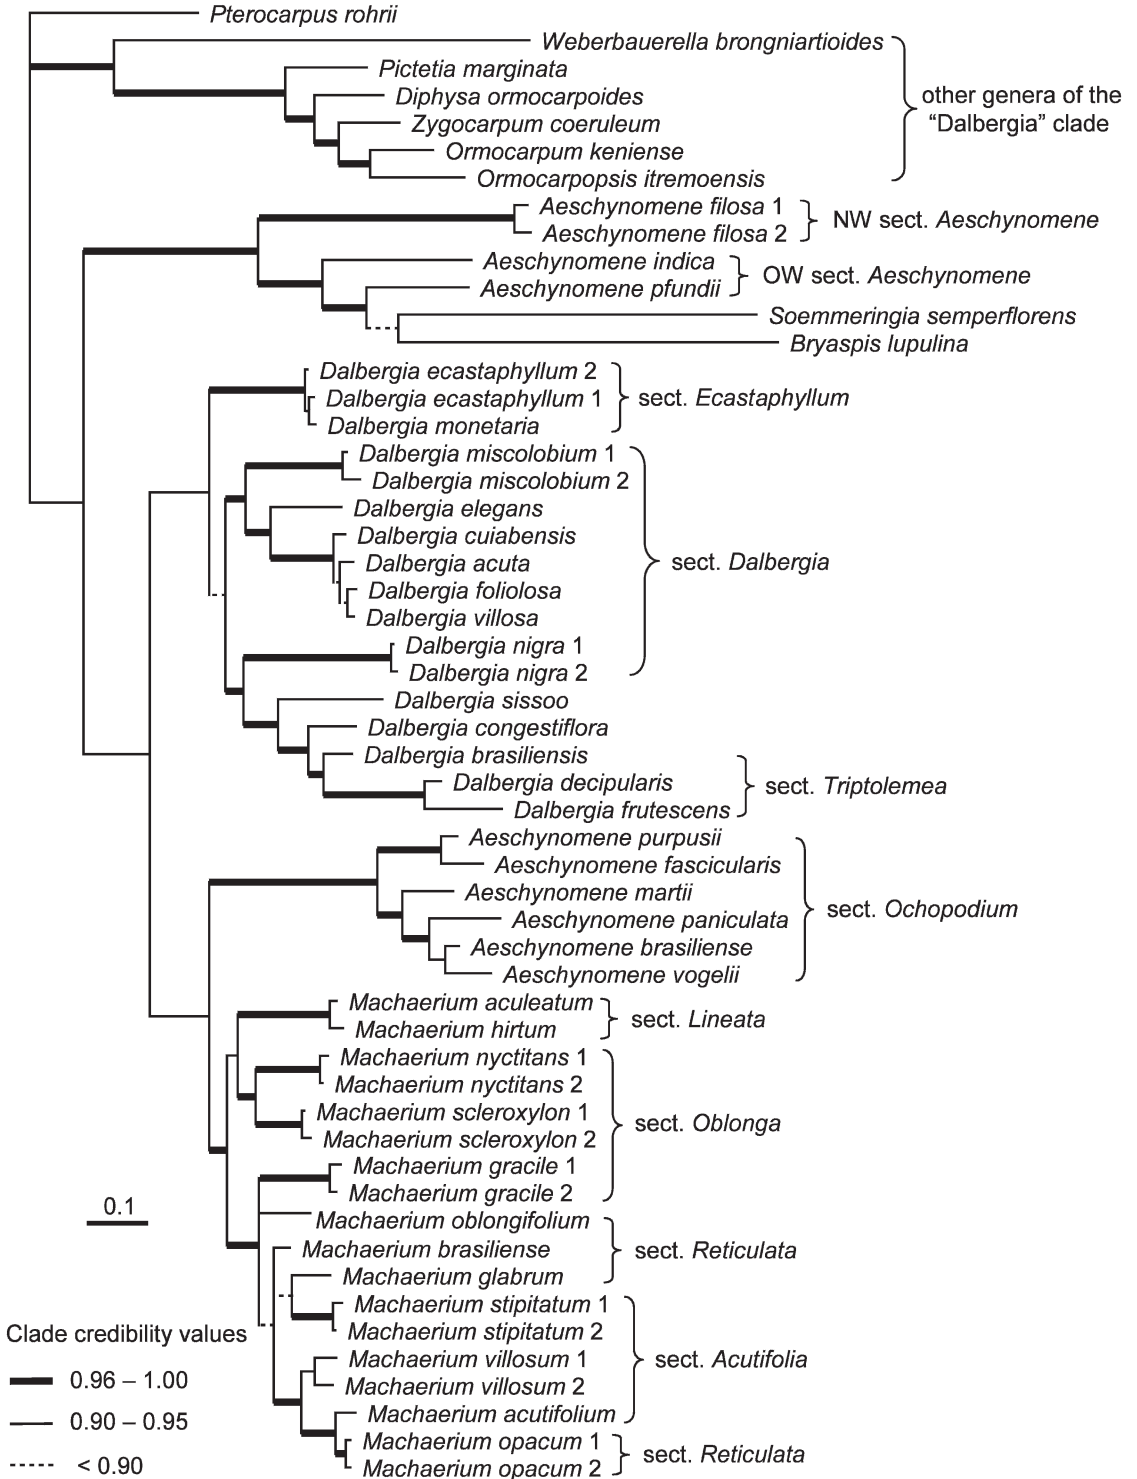 Pterocarpus rohrii
Weberbauerella brongniartioides
Pictetia marginata
Diphysa ormocarpoides
other genera of the
“Dalbergia” clade
Zygocarpum coeruleum
Ormocarpum keniense
Ormocarpopsis itremoensis
Aeschynomene filosa 1
NW sect. Aeschynomene
Aeschynomene filosa 2
Aeschynomene indica
OW sect. Aeschynomene
Aeschynomene pfundii
Soemmeringia semperflorens
Bryaspis lupulina
Dalbergia ecastaphyllum 2
Dalbergia ecastaphyllum 1
sect. Ecastaphyllum
Dalbergia monetaria
Dalbergia miscolobium 1
Dalbergia miscolobium 2
Dalbergia elegans
Dalbergia cuiabensis
Dalbergia acuta
sect. Dalbergia
Dalbergia foliolosa
Dalbergia villosa
Dalbergia nigra 1
Dalbergia nigra 2
Dalbergia sissoo
Dalbergia congestiflora
Dalbergia brasiliensis
Dalbergia decipularis
sect. Triptolemea
Dalbergia frutescens
Aeschynomene purpusii
Aeschynomene fascicularis
Aeschynomene martii
sect. Ochopodium
Aeschynomene paniculata
Aeschynomene brasiliense
Aeschynomene vogelii
Machaerium aculeatum
sect. Lineata
Machaerium hirtum
Machaerium nyctitans 1
Machaerium nyctitans 2
Machaerium scleroxylon 1
sect. Oblonga
Machaerium scleroxylon 2
Machaerium gracile 1
Machaerium gracile 2
0.1
Machaerium oblongifolium
Machaerium brasiliense
sect. Reticulata
Machaerium glabrum
Machaerium stipitatum 1
Machaerium stipitatum 2
Machaerium villosum 1
sect. Acutifolia
Machaerium villosum 2
Machaerium acutifolium
Machaerium opacum 1
sect. Reticulata
Machaerium opacum 2
Clade credibility values
0.96 – 1.00
0.90 – 0.95
< 0.90